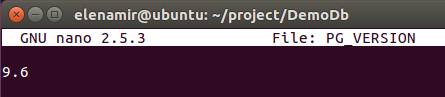 elenamir@ubuntu: ~/project/DemoDb
GNU nano 2.5.3 File: PG_VERSION
9.6